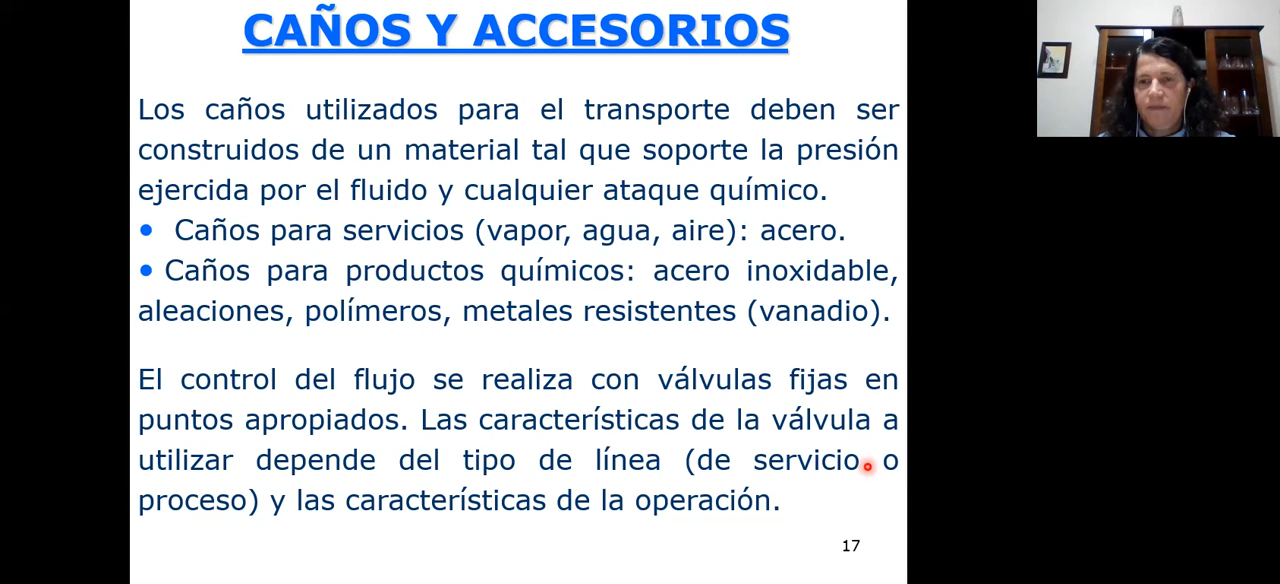 CAÑOS Y ACCESORIOS
Los caños utilizados para el transporte deben ser
construidos de un material tal que soporte la presión
ejercida por el fluido y cualquier ataque químico.
• Caños para servicios (vapor, agua, aire): acero.
• Caños para productos químicos: acero inoxidable,
aleaciones, polímeros, metales resistentes (vanadio).
El control del flujo se realiza con válvulas fijas en
puntos apropiados. Las características de la válvula a
utilizar depende del tipo de línea (de servicio o
proceso) y las características de la operación.
17